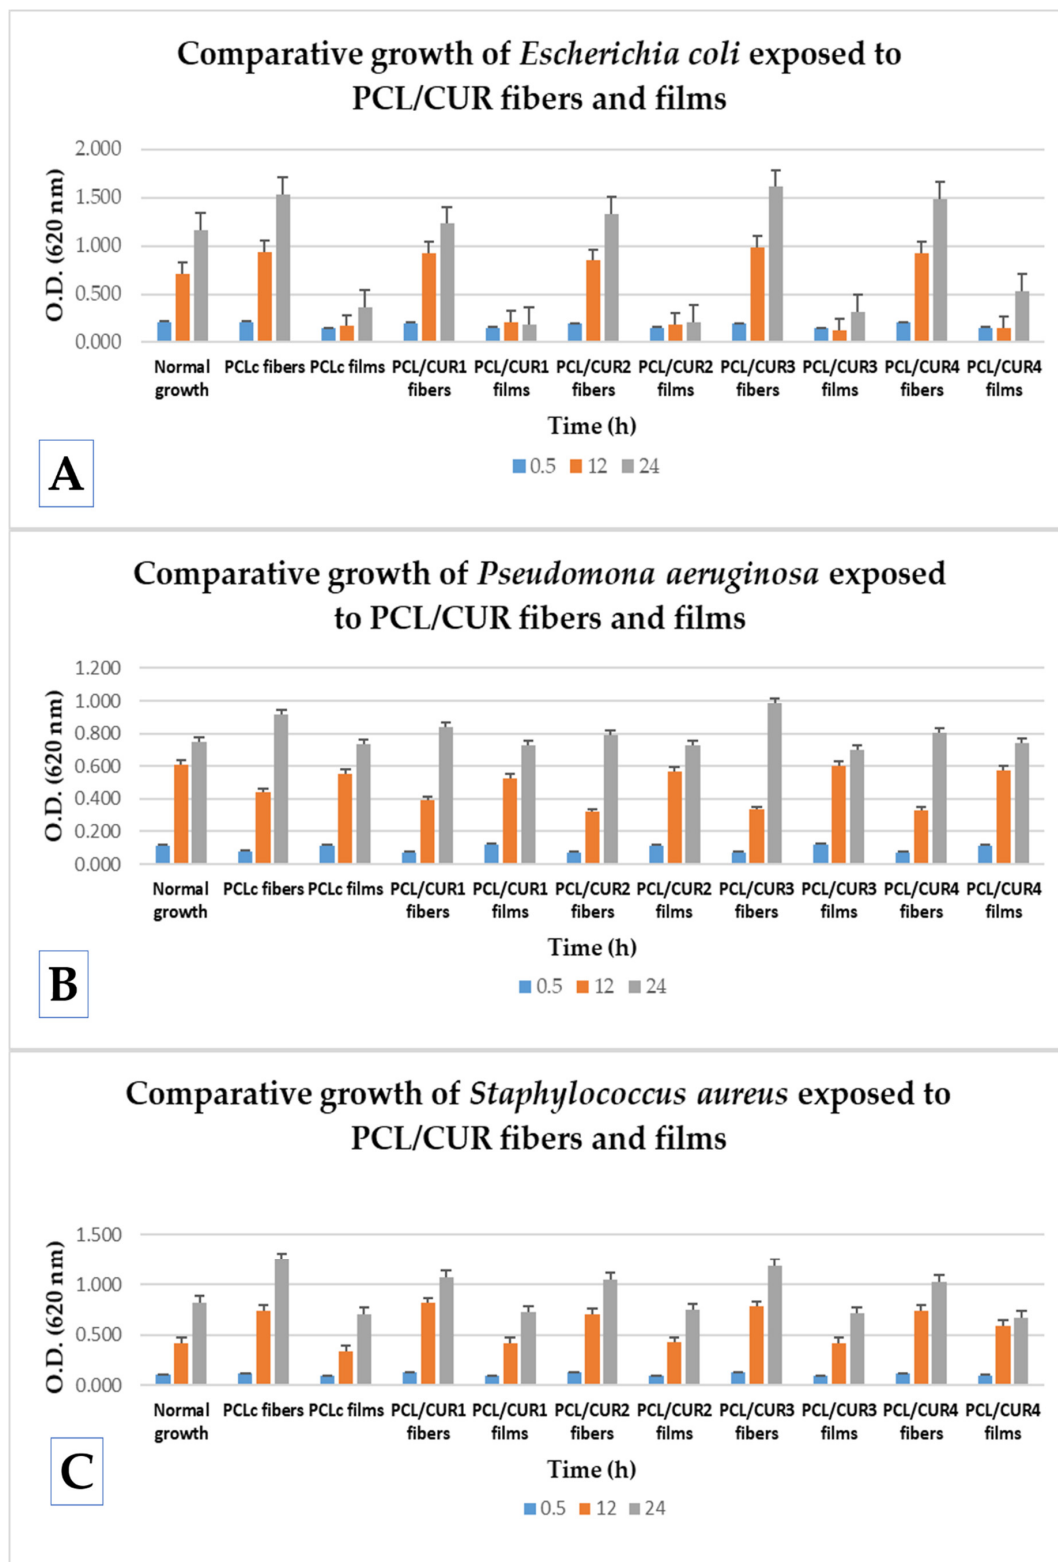 Comparative growth of Escherichia coli exposed to
PCL/CUR fibers and films
O.D. (620 nm)
2.000
1.500
1.000
0.500
0.000
Normal growth PCLc fibers PCLc films PCL/CUR1 fibers PCL/CUR1 films PCL/CUR2 fibers PCL/CUR2 films PCL/CUR3 fibers PCL/CUR3 films PCL/CUR4 fibers PCL/CUR4 films
Time (h)
0.5 12 24
A
Comparative growth of Pseudomona aeruginosa exposed
to PCL/CUR fibers and films
O.D. (620 nm)
1.200
1.000
0.800
0.600
0.400
0.200
0.000
Normal growth PCLc fibers PCLc films PCL/CUR1 fibers PCL/CUR1 films PCL/CUR2 fibers PCL/CUR2 films PCL/CUR3 fibers PCL/CUR3 films PCL/CUR4 fibers PCL/CUR4 films
Time (h)
0.5 12 24
B
Comparative growth of Staphylococcus aureus exposed to
PCL/CUR fibers and films
O.D. (620 nm)
1.500
1.000
0.500
0.000
Normal growth PCLc fibers PCLc films PCL/CUR1 fibers PCL/CUR1 films PCL/CUR2 fibers PCL/CUR2 films PCL/CUR3 fibers PCL/CUR3 films PCL/CUR4 fibers PCL/CUR4 films
Time (h)
0.5 12 24
C